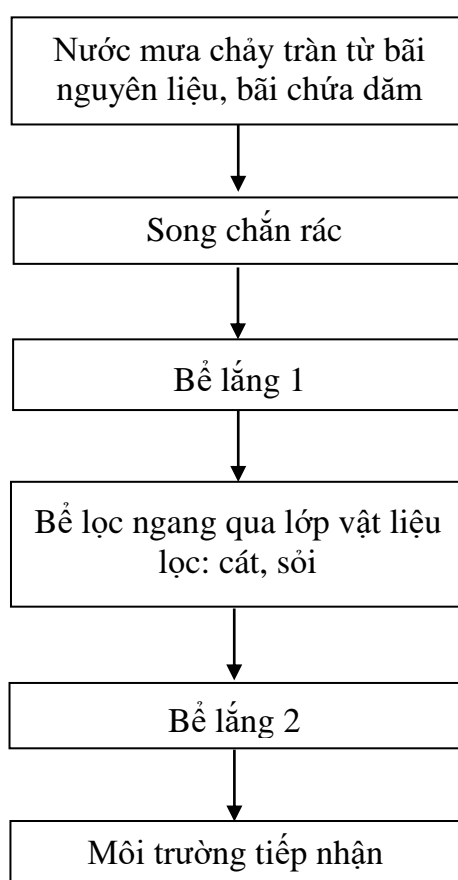 Nước mưa chảy tràn từ bãi
nguyên liệu, bãi chứa dăm
Song chắn rác
Bể lắng 1
Bể lọc ngang qua lớp vật liệu
lọc: cát, sỏi
Bể lắng 2
Môi trường tiếp nhận